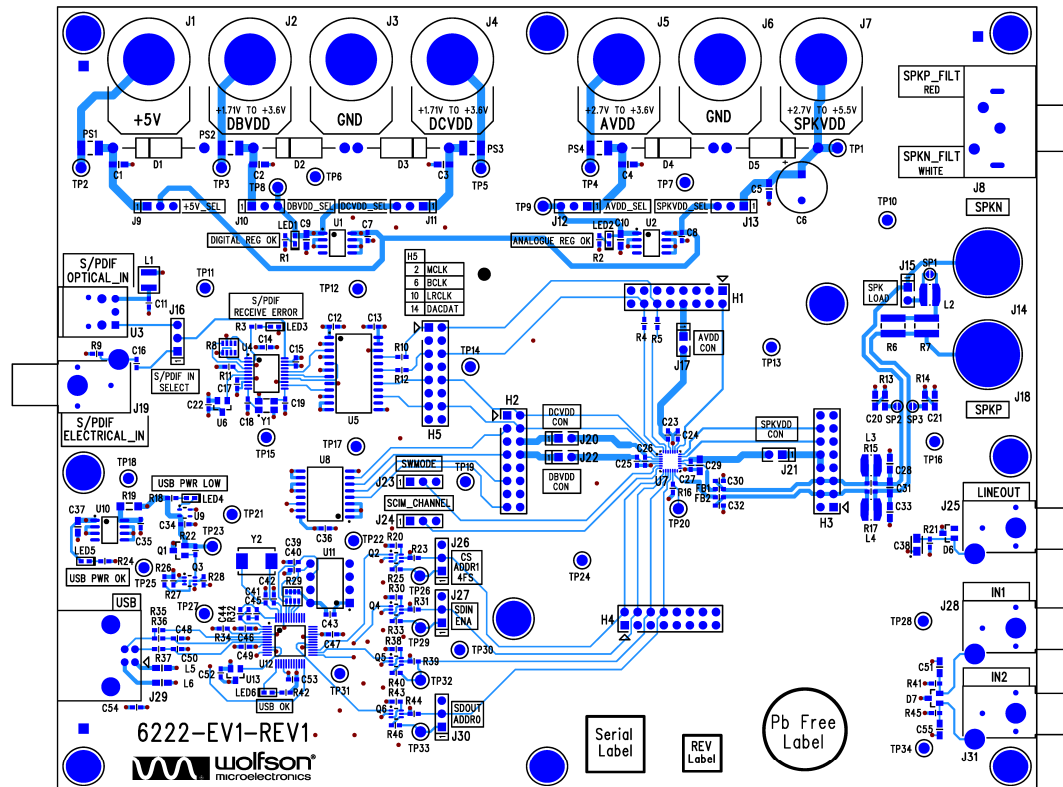 J1
J2
J3
J4
J5
J6
J7
+5V
+1.71V TO +3.6V
DBVDD
GND
+1.71V TO +3.6V
DCVDD
+2.7V TO +3.6V
AVDD
GND
+2.7V TO +5.5V
SPKVDD
SPKP_FILT
RED
SPKN_FILT
WHITE
J8
PS1
PS2
PS3
PS4
D1
D2
D3
D4
D5
TP2
C1
TP3
C2
TP8
TP6
C3
TP5
TP4
C4
TP7
C5
C6
TP1
J9
+5V_SEL
J10
DBVDD_SEL
DCVDD_SEL
J11
TP9
J12
AVDD_SEL
SPKVDD_SEL
J13
TP10
SPKN
DIGITAL REG OK
R1
LED1
C9
U1
C7
ANALOGUE REG OK
R2
LED2
C10
U2
C8
S/PDIF
OPTICAL_IN
L1
C11
U3
J16
TP11
TP12
H5
2 MCLK
6 BCLK
10 LRCLK
14 DACDAT
H1
J15
SPK
LOAD
SP1
L2
J14
R6
R7
S/PDIF
RECEIVE ERROR
R3
LED3
C14
C12
C13
R8
U4
C15
R10
R12
TP14
R4
R5
AVDD
CON
J17
TP13
R9
C16
S/PDIF IN
SELECT
J19
S/PDIF
ELECTRICAL_IN
R11
C17
C22
U6
C18
Y1
C19
U5
H5
TP15
TP17
H2
DCVDD
CON
J20
J22
DBVDD
CON
C23
C24
C26
C25
U7
C27
C29
R16
TP20
FB1
FB2
C30
C32
SPKVDD
CON
J21
H3
R13
R14
C20
SP2
SP3
C21
J18
SPKP
TP16
L3
R15
C28
C31
C33
R17
L4
TP18
USB PWR LOW
R18
LED4
R19
U9
C34
R22
U10
C37
C35
Q1
TP23
TP21
LED5
R24
USB PWR OK
TP25
R26
Q3
R28
U8
C36
SWMODE
J23
TP19
SCIM_CHANNEL
J24
TP22
R20
Q2
R23
R25
J26
CS
ADDR1
4FS
TP26
TP24
J25
LINEOUT
R21
C38
D6
Y2
C39
C40
U11
C42
C41
C45
R29
C43
TP27
C44
R32
R34
C46
C49
C47
U12
USB
R35
R36
C48
C50
R37
L5
L6
J29
C54
C52
U13
C53
LED6
R42
USB OK
TP31
Q4
R31
R33
J27
SDIN
ENA
TP29
TP30
R38
Q5
R39
R40
TP32
R43
Q6
R44
R46
TP33
SDOUT
ADDR0
J30
H4
TP28
J28
IN1
C51
R41
D7
R45
C55
IN2
J31
TP34
6222-EV1-REV1
wolfson®
microelectronics
Serial
Label
REV
Label
Pb Free
Label